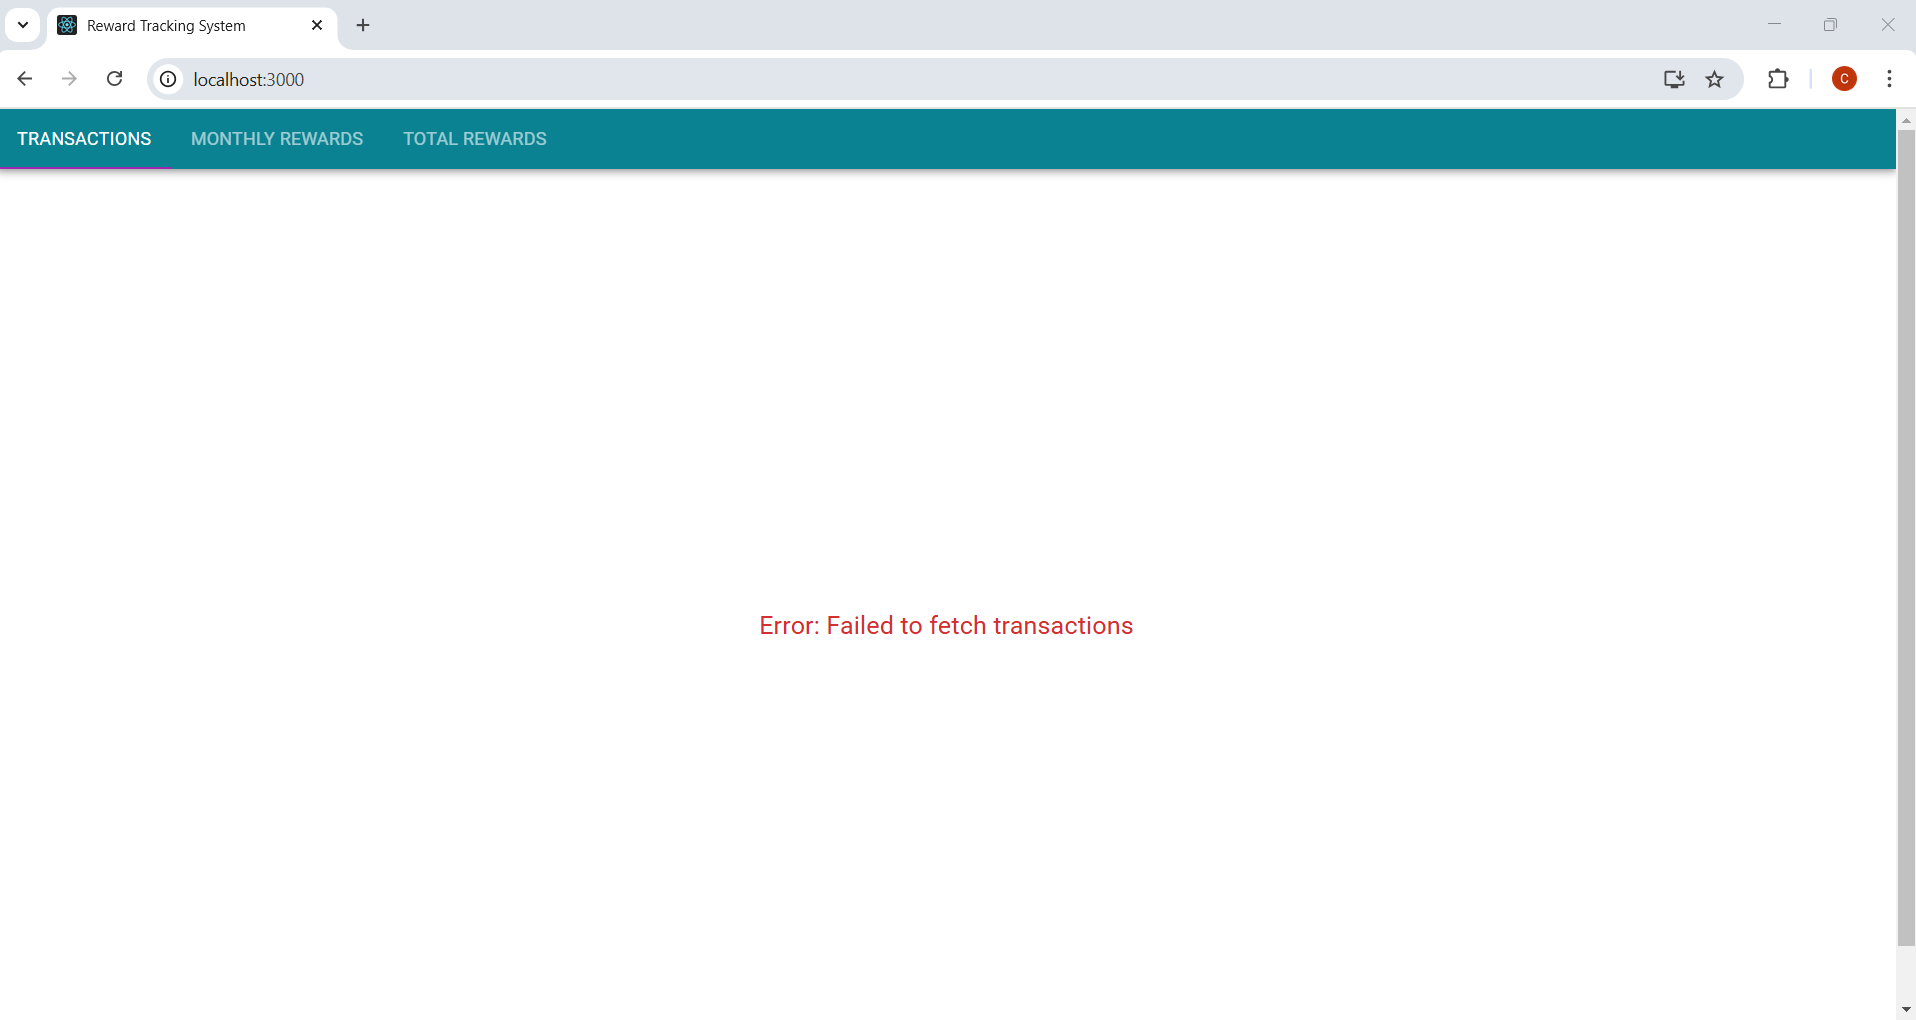 Reward Tracking System
localhost:3000
C
TRANSACTIONS MONTHLY REWARDS TOTAL REWARDS
Error: Failed to fetch transactions